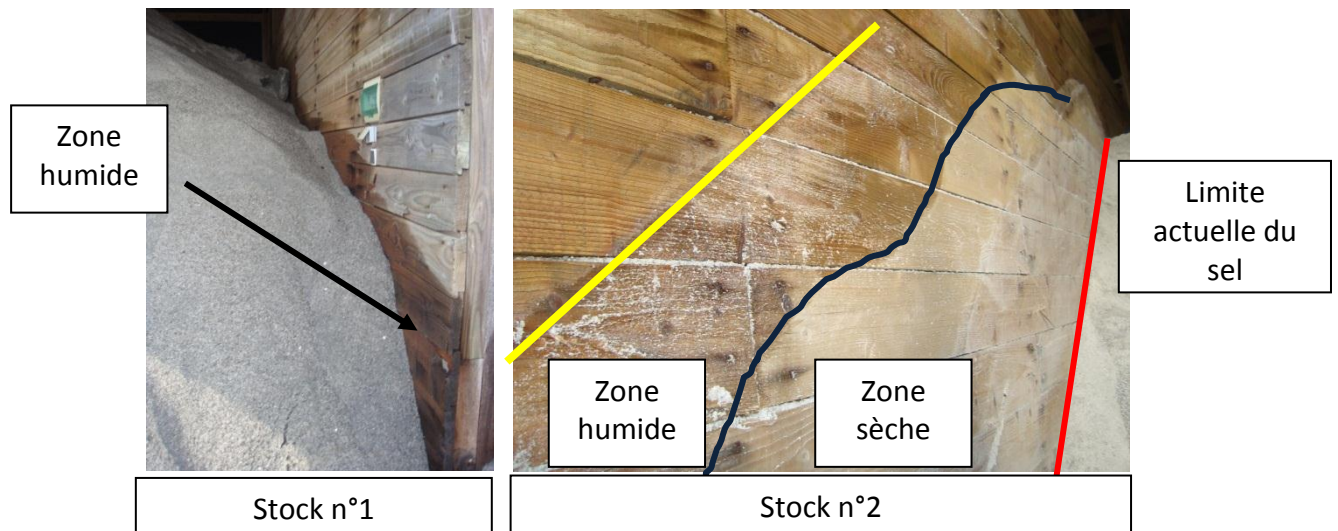 Zone
humide
Zone
humide
Zone
sèche
Limite
actuelle du
sel
Stock n°1
Stock n°2